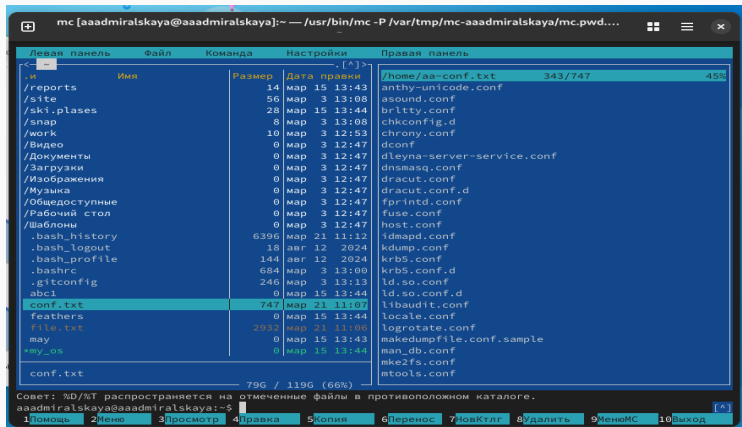 mc [aaadmiralskaya@aaadmiralskaya]:~ — /usr/bin/mc -P /var/tmp/mc-aaadmiralskaya/mc.pwd....
Левая панель Файл Команда Настройки Правая панель
<— ~ .[^]>
.и Имя Размер Дата правки /home/aa~conf.txt 343/747 45%
/reports 14 мар 15 13:43 anthy-unicode.conf
/site 56 мар 3 13:08 asound.conf
/ski.plases 28 мар 15 13:44 brltty.conf
/snap 8 мар 3 13:08 chkconfig.d
/work 10 мар 3 12:53 chrony.conf
/Видео 0 мар 3 12:47 dconf
/Документы 0 мар 3 12:47 dleyna-server-service.conf
/Загрузки 0 мар 3 12:47 dnsmasq.conf
/Изображения 0 мар 3 12:47 dracut.conf
/Музыка 0 мар 3 12:47 dracut.conf.d
/Общедоступные 0 мар 3 12:47 fprintd.conf
/Рабочий стол 0 мар 3 12:47 fuse.conf
/Шаблоны 0 мар 3 12:47 host.conf
.bash_history 6396 мар 21 11:12 idmapd.conf
.bash_logout 18 авг 12 2024 kdump.conf
.bash_profile 144 авг 12 2024 krb5.conf
.bashrc 684 мар 3 13:00 krb5.conf.d
.gitconfig 246 мар 3 13:13 ld.so.conf
abc1 0 мар 15 13:44 ld.so.conf.d
conf.txt 747 мар 21 11:07 libaudit.conf
feathers 0 мар 15 13:44 locale.conf
file.txt 2932 мар 21 11:06 logrotate.conf
may 0 мар 15 13:43 makedumpfile.conf.sample
*my_os 0 мар 15 13:44 man_db.conf
mke2fs.conf
conf.txt mtools.conf
79G / 119G (66%)
Совет: %D/%T распространяется на отмеченные файлы в противоположном каталоге.
aaadmiralskaya@aaadmiralskaya:~$ [^]
1Помощь 2Меню 3Просмотр 4Правка 5Копия 6Перенос 7НовКтлг 8Удалить 9МенюМС 10Выход